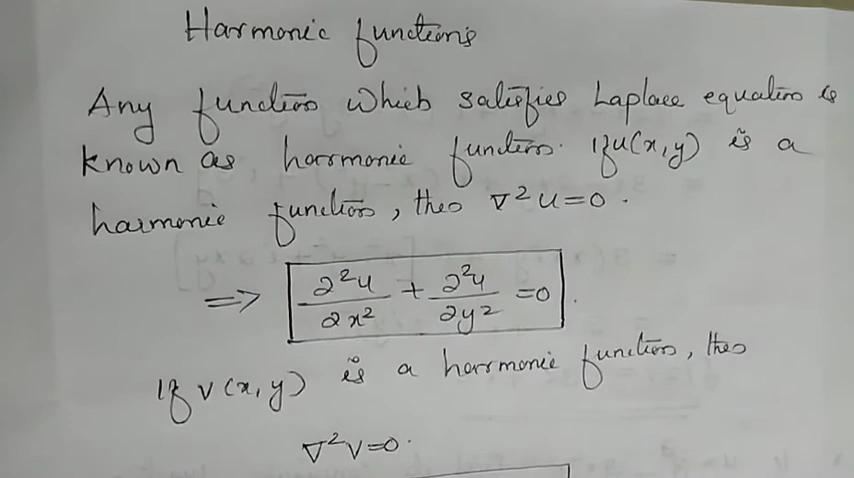 Harmonic functions
Any function which satisfies Laplace equation is
known as harmonic function. If u(x,y) is a
harmonic function, then ∇²u=0.
=> ∂²u/∂x² + ∂²u/∂y² =0.
If v(x,y) is a harmonic function, then
∇²v=0.